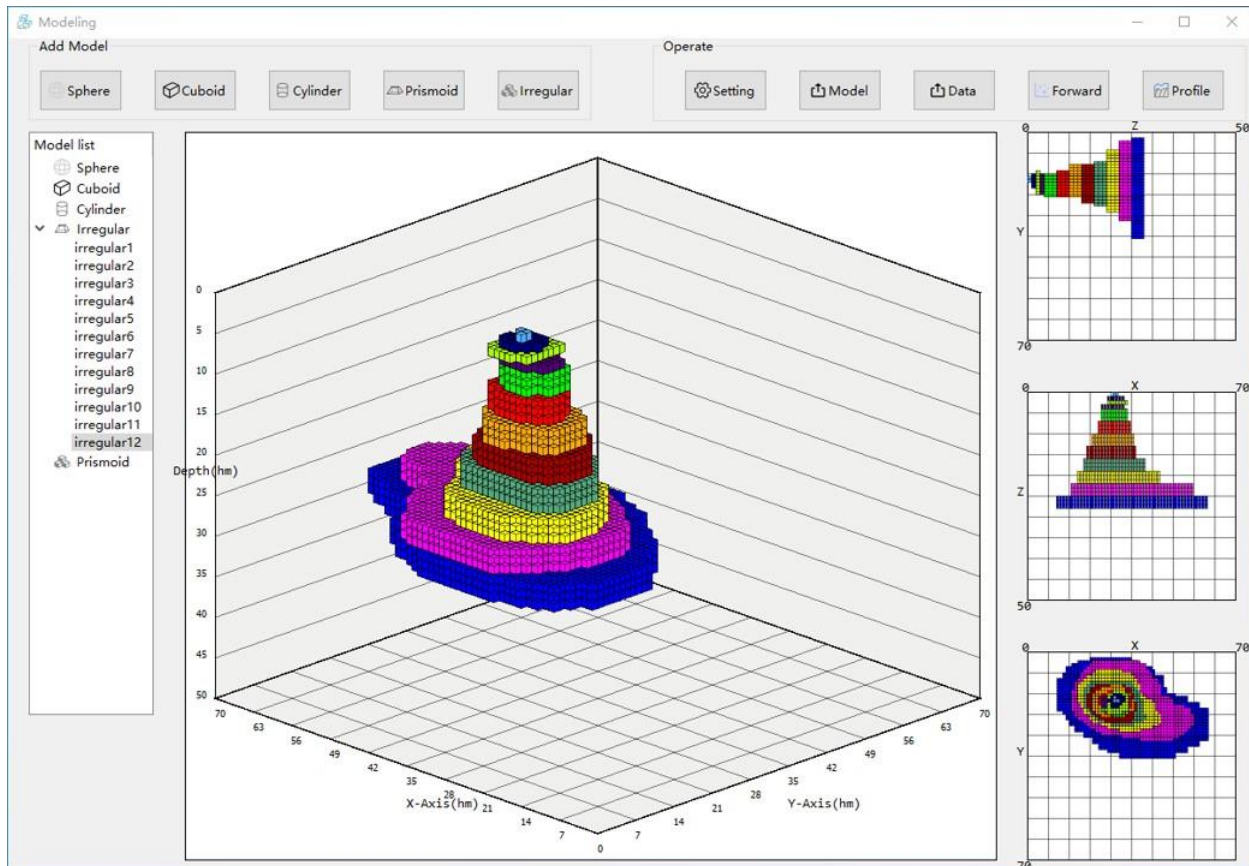 Modeling
Add Model
Operate
Sphere
Cuboid
Cylinder
Prismoid
Irregular
Setting
Model
Data
Forward
Profile
Model list
Sphere
Cuboid
Cylinder
Irregular
irregular1
irregular2
irregular3
irregular4
irregular5
irregular6
irregular7
irregular8
irregular9
irregular10
irregular11
irregular12
Prismoid
0
5
10
15
20
Depth(hm)
25
30
35
40
45
50
70
63
56
49
42
35
28
X-Axis(hm)
21
14
7
0
7
14
21
28
Y-Axis(hm)
35
42
49
56
63
70
0
Z
50
Y
70
0
X
70
Z
50
0
X
70
Y
70